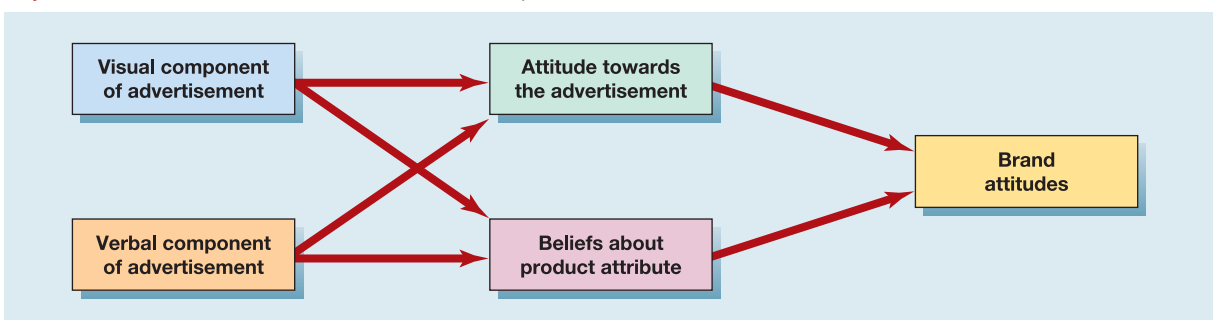 Visual component
of advertisement
Attitude towards
the advertisement
Brand
attitudes
Verbal component
of advertisement
Beliefs about
product attribute